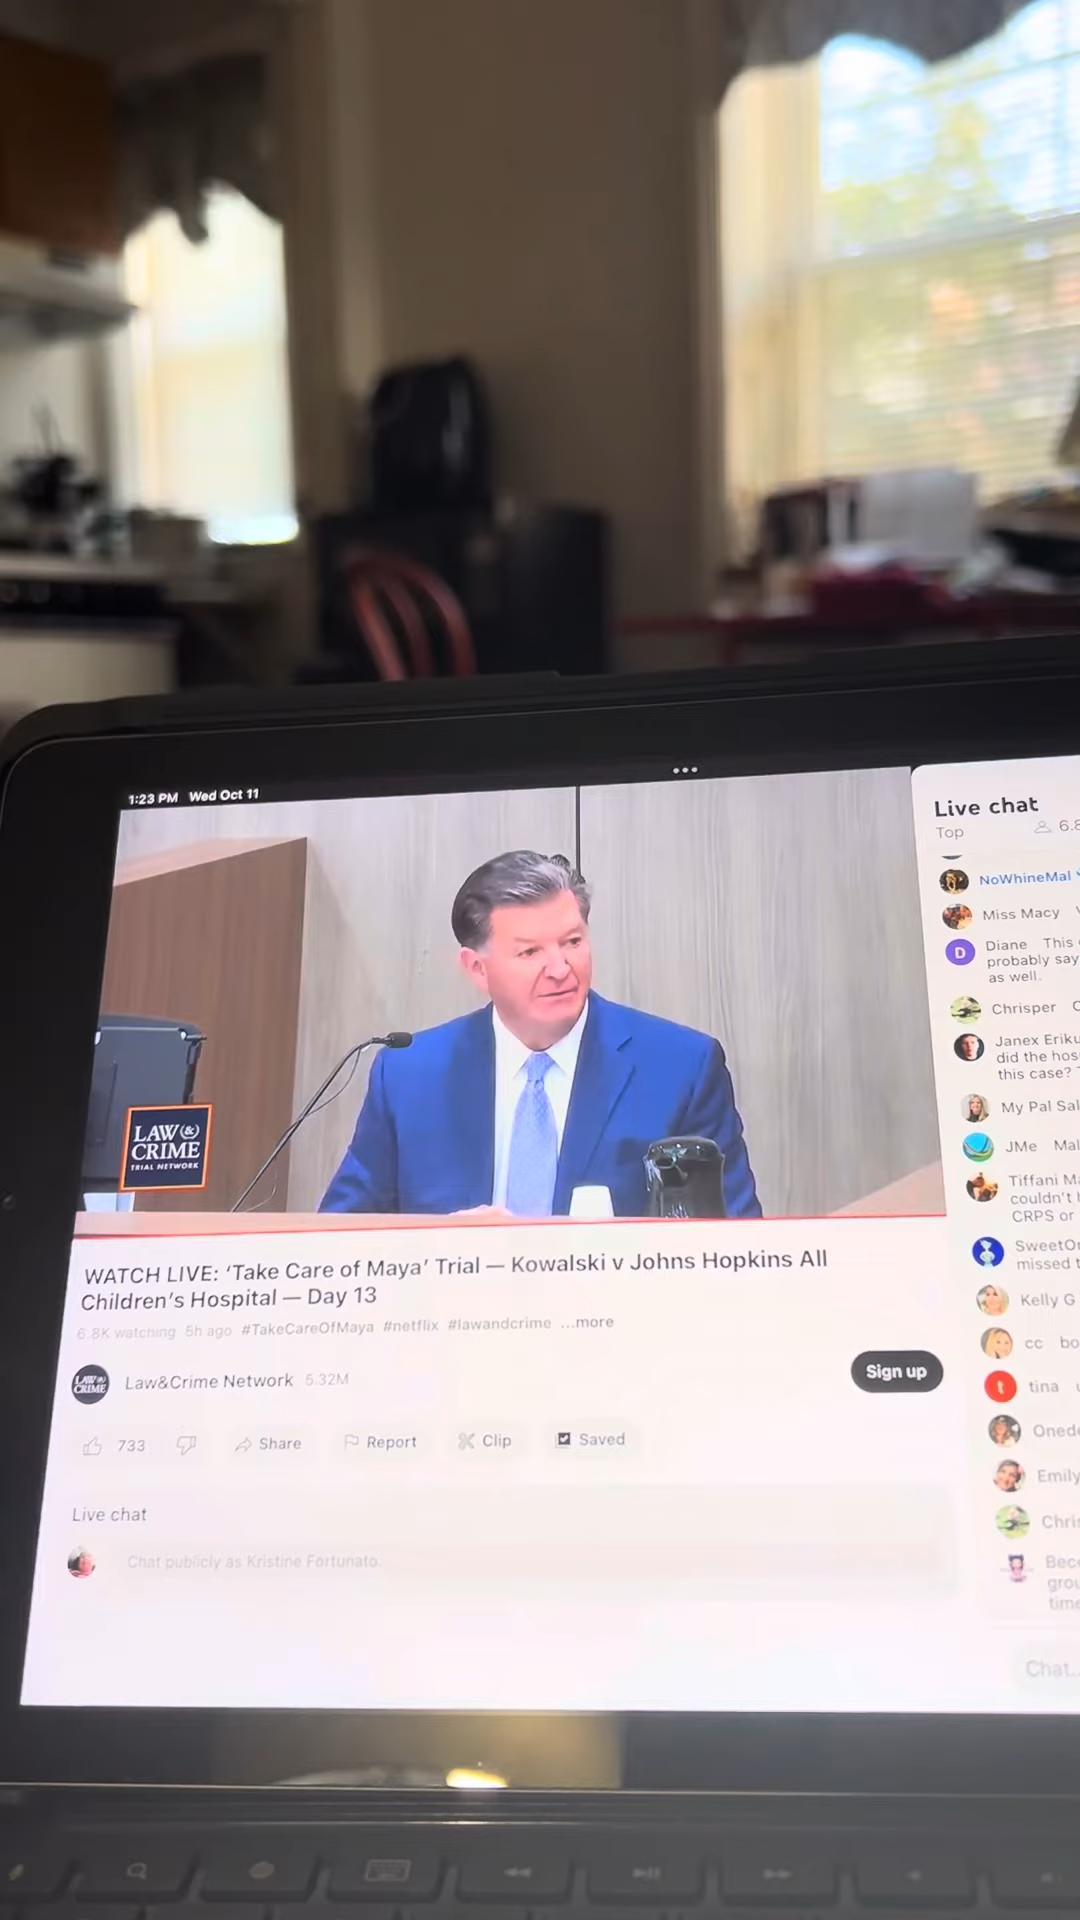 1:23 PM Wed Oct 11
LAW &
CRIME
TRIAL NETWORK
WATCH LIVE: ‘Take Care of Maya’ Trial — Kowalski v Johns Hopkins All
Children's Hospital — Day 13
6.8K watching 5h ago #TakeCareOfMaya #netflix #lawandcrime ...more
LAW &
CRIME
Law&Crime Network 5.32M
Sign up
733 Share Report Clip Saved
Live chat
Chat publicly as Kristine Fortunato.
Live chat
Top 6.8
NoWhineMal
Miss Macy
D Diane This
probably say
as well.
Chrisper
Janex Eriku
did the hos
this case?
My Pal Sal
JMe Mal
Tiffani Ma
couldn't
CRPS or
SweetOr
missed t
Kelly G
cc bo
t tina
Onede
Emily
Chris
Bec
grou
time
Chat...